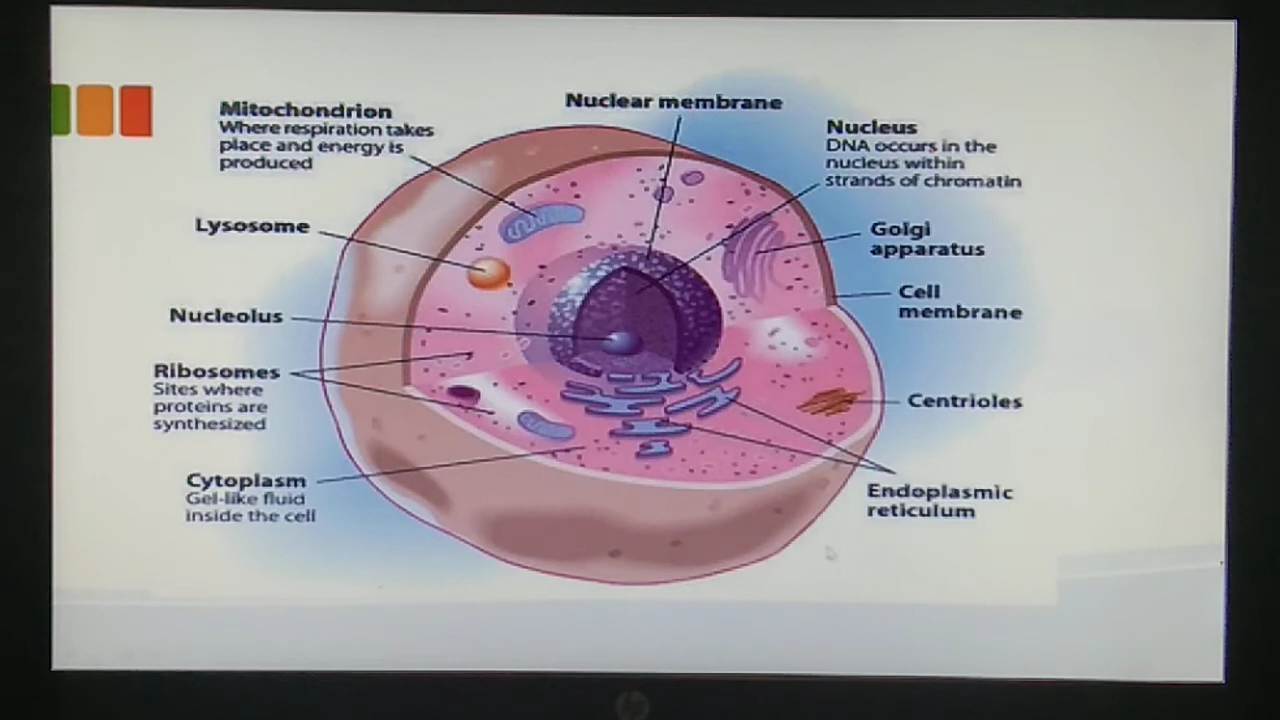 Nuclear membrane
Mitochondrion
Where respiration takes
place and energy is
produced
Nucleus
DNA occurs in the
nucleus within
strands of chromatin
Lysosome
Golgi
apparatus
Cell
membrane
Nucleolus
Ribosomes
Sites where
proteins are
synthesized
Centrioles
Cytoplasm
Gel-like fluid
inside the cell
Endoplasmic
reticulum
hp